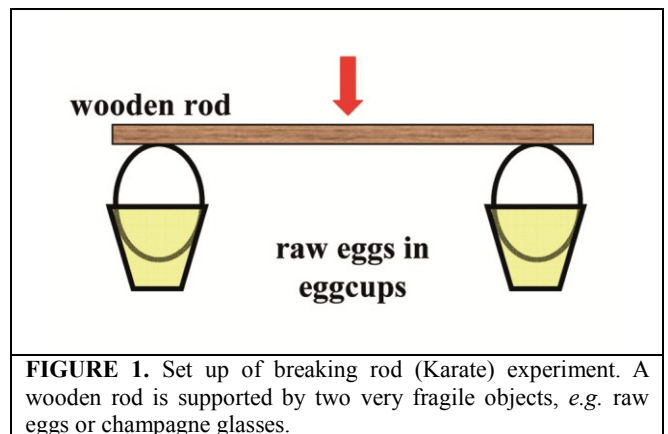 wooden rod
raw eggs in
eggcups
FIGURE 1. Set up of breaking rod (Karate) experiment. A
wooden rod is supported by two very fragile objects, e.g. raw
eggs or champagne glasses.